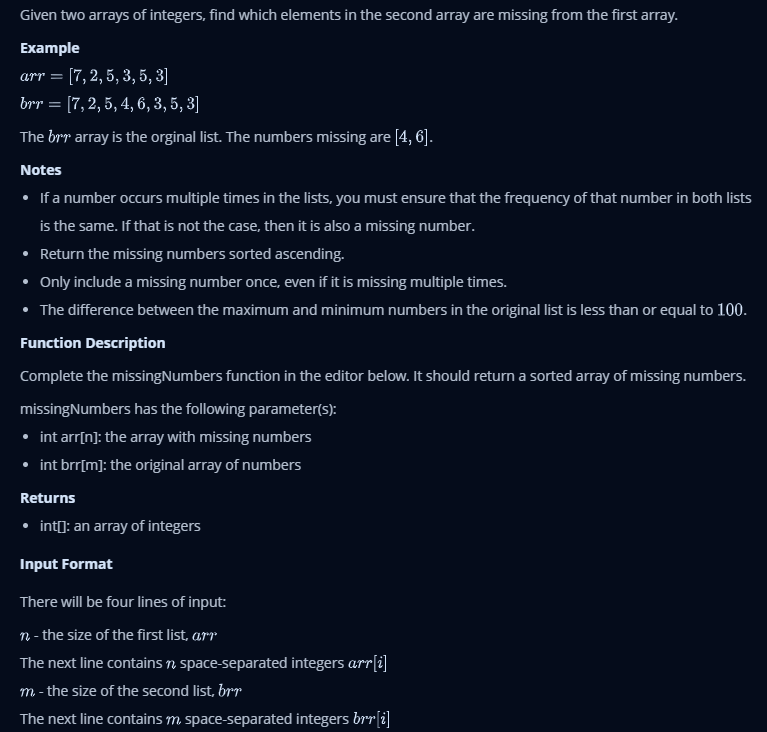 Given two arrays of integers, find which elements in the second array are missing from the first array.
Example
arr = [7, 2, 5, 3, 5, 3]
brr = [7, 2, 5, 4, 6, 3, 5, 3]
The brr array is the orginal list. The numbers missing are [4, 6].
Notes
• If a number occurs multiple times in the lists, you must ensure that the frequency of that number in both lists
is the same. If that is not the case, then it is also a missing number.
• Return the missing numbers sorted ascending.
• Only include a missing number once, even if it is missing multiple times.
• The difference between the maximum and minimum numbers in the original list is less than or equal to 100.
Function Description
Complete the missingNumbers function in the editor below. It should return a sorted array of missing numbers.
missingNumbers has the following parameter(s):
• int arr[n]: the array with missing numbers
• int brr[m]: the original array of numbers
Returns
• int[]: an array of integers
Input Format
There will be four lines of input:
n - the size of the first list, arr
The next line contains n space-separated integers arr[i]
m - the size of the second list, brr
The next line contains m space-separated integers brr[i]